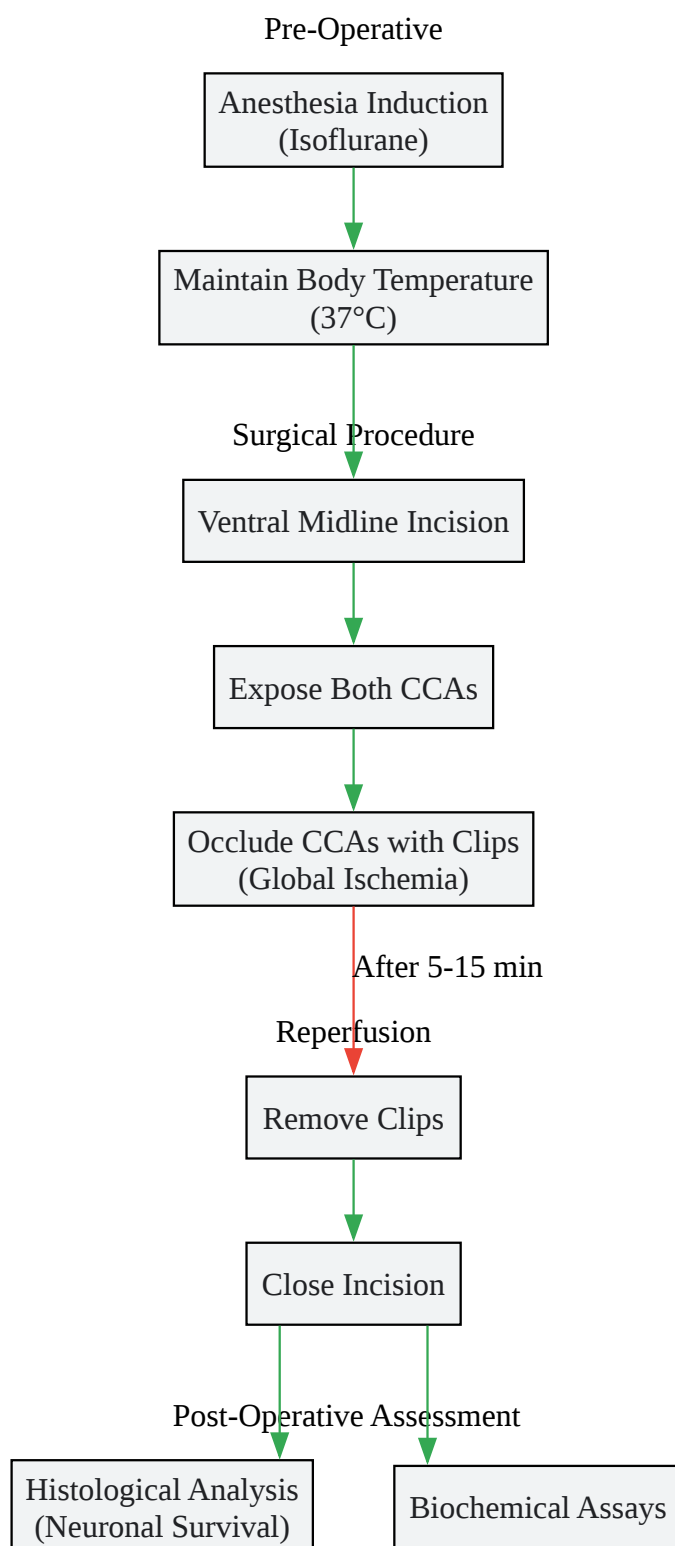 Pre-Operative
Anesthesia Induction
(Isoflurane)
Maintain Body Temperature
(37°C)
Surgical Procedure
Ventral Midline Incision
Expose Both CCAs
Occlude CCAs with Clips
(Global Ischemia)
After 5-15 min
Reperfusion
Remove Clips
Close Incision
Post-Operative Assessment
Histological Analysis
(Neuronal Survival)
Biochemical Assays